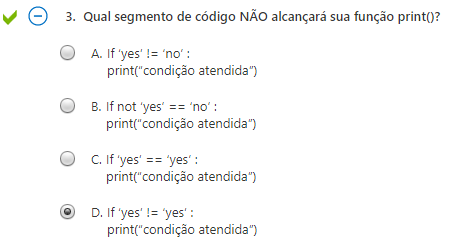 3. Qual segmento de código NÃO alcançará sua função print()?
A. If ‘yes’ != ‘no’ :
print(“condição atendida”)
B. If not ‘yes’ == ‘no’ :
print(“condição atendida”)
C. If ‘yes’ == ‘yes’ :
print(“condição atendida”)
D. If ‘yes’ != ‘yes’ :
print(“condição atendida”)